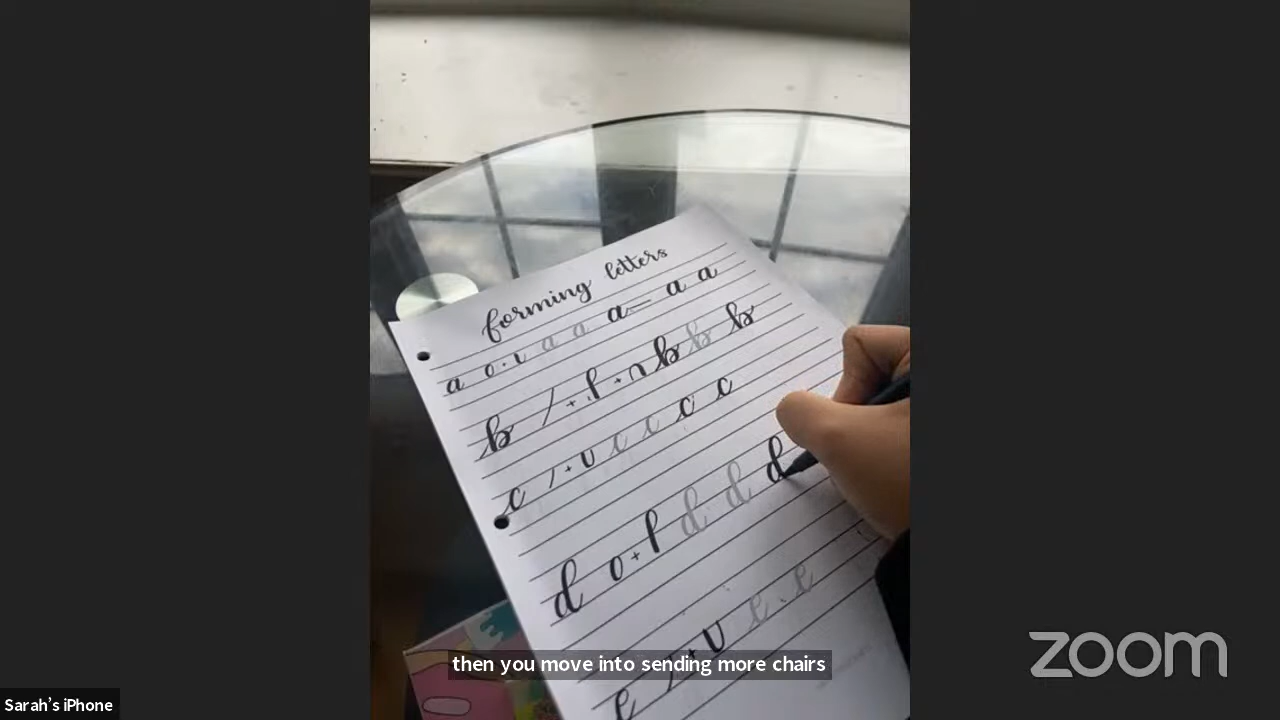 forming letters
a o + ι a a a a a
b / + l + n b b b
c / + υ c c c c
d o + l d d d
e / + υ e e
then you move into sending more chairs
zoom
Sarah's iPhone